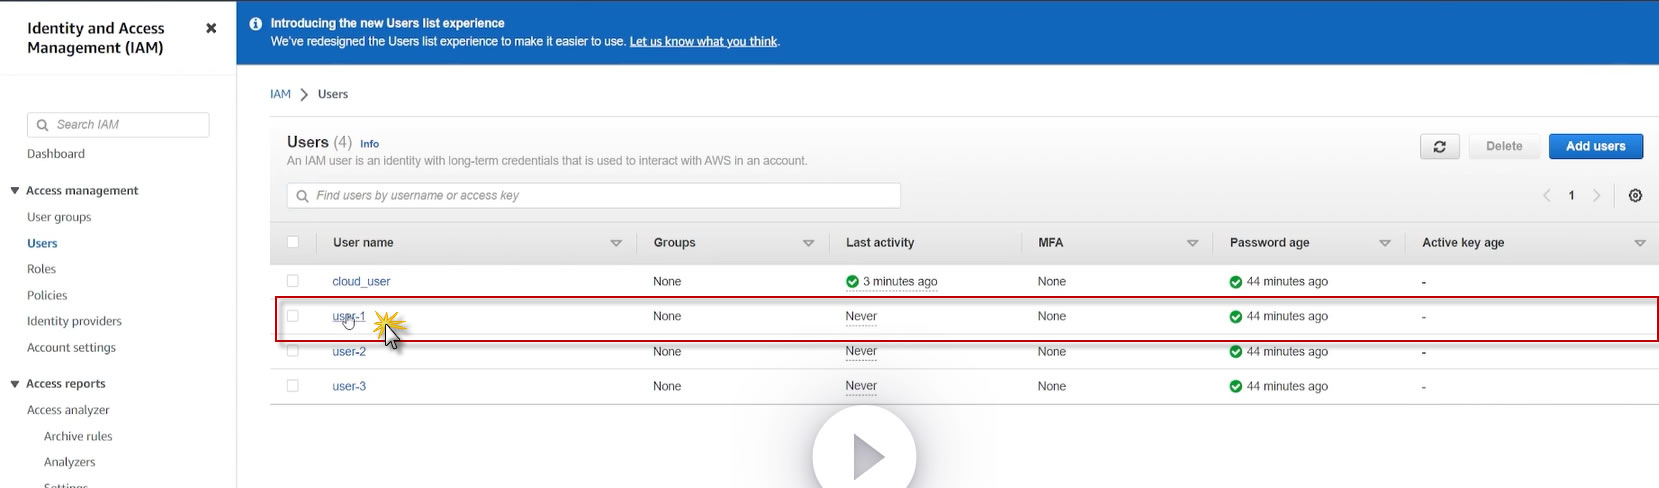 Identity and Access
Management (IAM)
Search IAM
Dashboard
Access management
User groups
Users
Roles
Policies
Identity providers
Account settings
Access reports
Access analyzer
Archive rules
Analyzers
Settings
Introducing the new Users list experience
We've redesigned the Users list experience to make it easier to use. Let us know what you think.
IAM > Users
Users (4) Info
An IAM user is an identity with long-term credentials that is used to interact with AWS in an account.
Delete
Add users
Find users by username or access key
1
User name Groups Last activity MFA Password age Active key age
cloud_user None 3 minutes ago None 44 minutes ago -
user-1 None Never None 44 minutes ago -
user-2 None Never None 44 minutes ago -
user-3 None Never None 44 minutes ago -